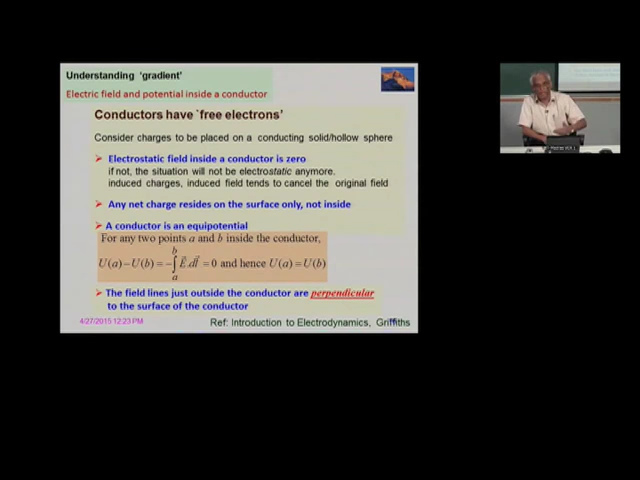 Understanding 'gradient'
Electric field and potential inside a conductor
Conductors have `free electrons'
Consider charges to be placed on a conducting solid/hollow sphere
➢ Electrostatic field inside a conductor is zero
if not, the situation will not be electrostatic anymore.
induced charges, induced field tends to cancel the original field
➢ Any net charge resides on the surface only, not inside
➢ A conductor is an equipotential
For any two points a and b inside the conductor,
U(a)−U(b)=−∫ₐᵇ E⃗.dl⃗ =0 and hence U(a)=U(b)
➢ The field lines just outside the conductor are perpendicular
to the surface of the conductor
4/27/2015 12:23 PM
Ref: Introduction to Electrodynamics, Griffiths